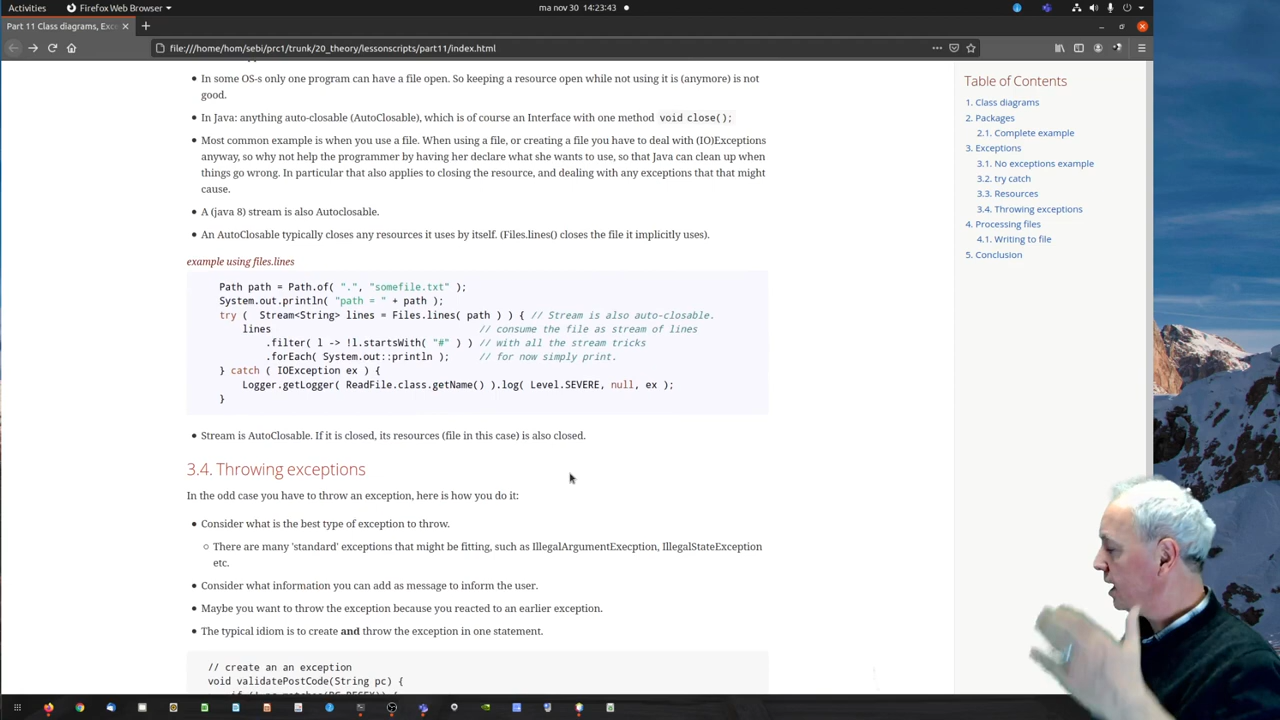 Activities
Firefox Web Browser
ma nov 30 14:23:43
Part 11 Class diagrams, Exc
file:///home/hom/sebi/prc1/trunk/20_theory/lessonscripts/part11/index.html
In some OS-s only one program can have a file open. So keeping a resource open while not using it is (anymore) is not
good.
In Java: anything auto-closable (AutoClosable), which is of course an Interface with one method void close();
Most common example is when you use a file. When using a file, or creating a file you have to deal with (IO)Exceptions
anyway, so why not help the programmer by having her declare what she wants to use, so that Java can clean up when
things go wrong. In particular that also applies to closing the resource, and dealing with any exceptions that that might
cause.
A (java 8) stream is also Autoclosable.
An AutoClosable typically closes any resources it uses by itself. (Files.lines() closes the file it implicitly uses).
example using files.lines
Path path = Path.of( ".", "somefile.txt" );
System.out.println( "path = " + path );
try (  Stream<String> lines = Files.lines( path ) ) { // Stream is also auto-closable.
lines // consume the file as stream of lines
.filter( l -> !l.startsWith( "#" ) ) // with all the stream tricks
.forEach( System.out::println ); // for now simply print.
} catch ( IOException ex ) {
Logger.getLogger( ReadFile.class.getName() ).log( Level.SEVERE, null, ex );
}
Stream is AutoClosable. If it is closed, its resources (file in this case) is also closed.
3.4. Throwing exceptions
In the odd case you have to throw an exception, here is how you do it:
Consider what is the best type of exception to throw.
There are many 'standard' exceptions that might be fitting, such as IllegalArgumentExecption, IllegalStateException
etc.
Consider what information you can add as message to inform the user.
Maybe you want to throw the exception because you reacted to an earlier exception.
The typical idiom is to create and throw the exception in one statement.
// create an an exception
void validatePostCode(String pc) {
Table of Contents
1. Class diagrams
2. Packages
2.1. Complete example
3. Exceptions
3.1. No exceptions example
3.2. try catch
3.3. Resources
3.4. Throwing exceptions
4. Processing files
4.1. Writing to file
5. Conclusion